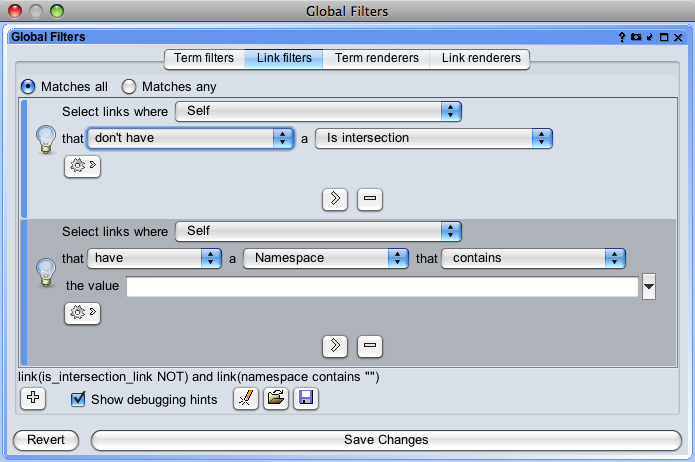 Global Filters
Global Filters
Term filters Link filters Term renderers Link renderers
Matches all Matches any
Select links where Self
that don't have a Is intersection
Select links where Self
that have a Namespace that contains
the value
link(is_intersection_link NOT) and link(namespace contains "")
Show debugging hints
Revert Save Changes